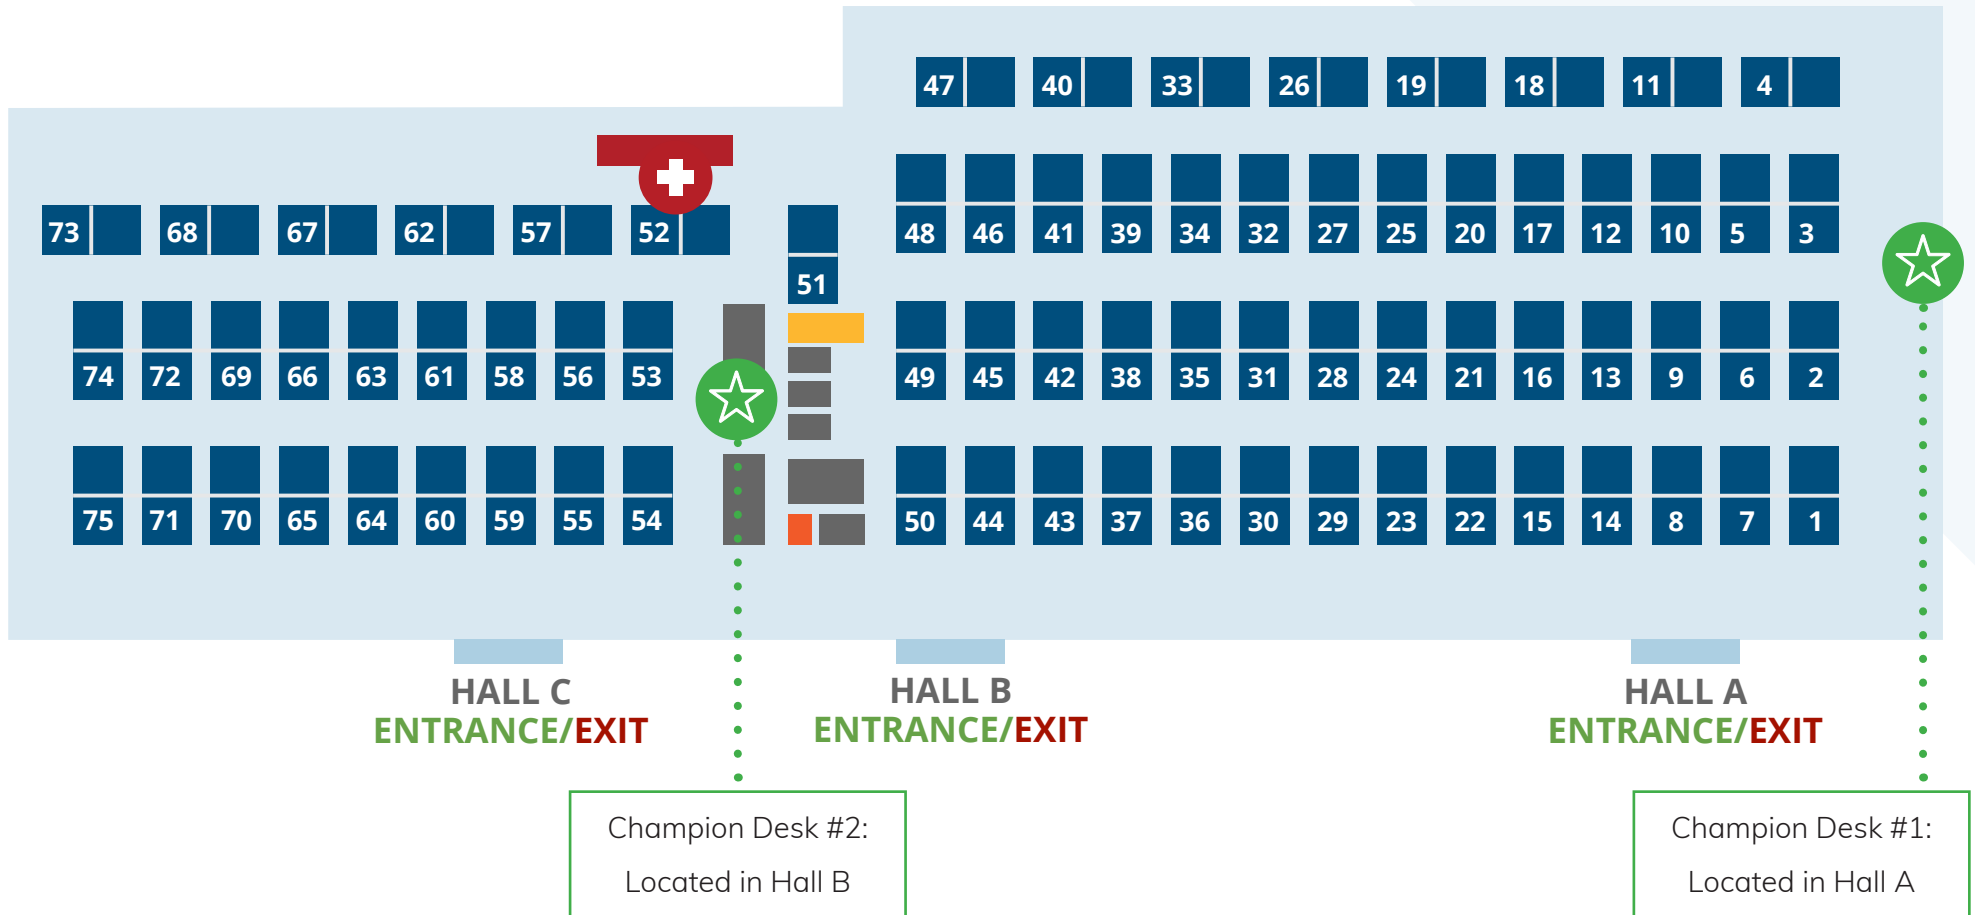 47 40 33 26 19 18 11 4
73 68 67 62 57 52
48 46 41 39 34 32 27 25 20 17 12 10 5 3
51
74 72 69 66 63 61 58 56 53
49 45 42 38 35 31 28 24 21 16 13 9 6 2
75 71 70 65 64 60 59 55 54
50 44 43 37 36 30 29 23 22 15 14 8 7 1
HALL C
ENTRANCE/EXIT
HALL B
ENTRANCE/EXIT
HALL A
ENTRANCE/EXIT
Champion Desk #2:
Located in Hall B
Champion Desk #1:
Located in Hall A